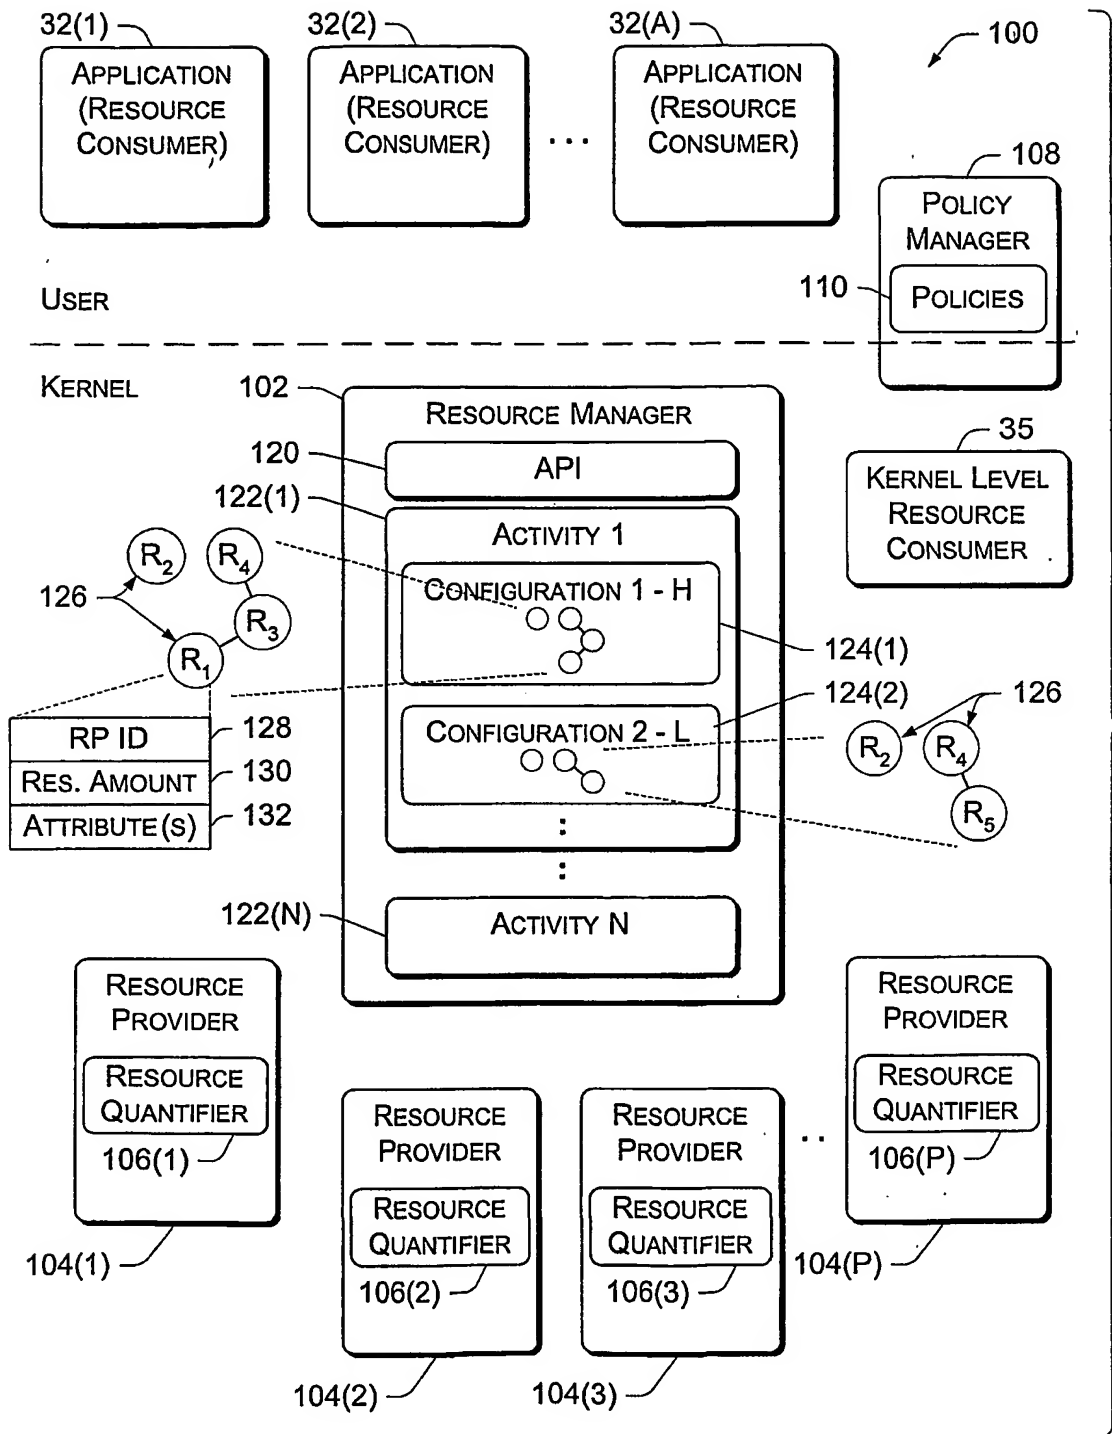 32(1)
32(2)
32(A)
100
APPLICATION
(RESOURCE
CONSUMER)
APPLICATION
(RESOURCE
CONSUMER)
...
APPLICATION
(RESOURCE
CONSUMER)
108
POLICY
MANAGER
110
POLICIES
USER
KERNEL
102
RESOURCE MANAGER
120
API
35
KERNEL LEVEL
RESOURCE
CONSUMER
122(1)
ACTIVITY 1
R2
R4
126
R3
R1
CONFIGURATION 1 - H
124(1)
124(2)
126
CONFIGURATION 2 - L
R2
R4
R5
RP ID
128
RES. AMOUNT
130
ATTRIBUTE(S)
132
:
:
122(N)
ACTIVITY N
RESOURCE
PROVIDER
RESOURCE
QUANTIFIER
106(1)
104(1)
RESOURCE
PROVIDER
RESOURCE
QUANTIFIER
106(2)
104(2)
RESOURCE
PROVIDER
RESOURCE
QUANTIFIER
106(3)
104(3)
..
RESOURCE
PROVIDER
RESOURCE
QUANTIFIER
106(P)
104(P)